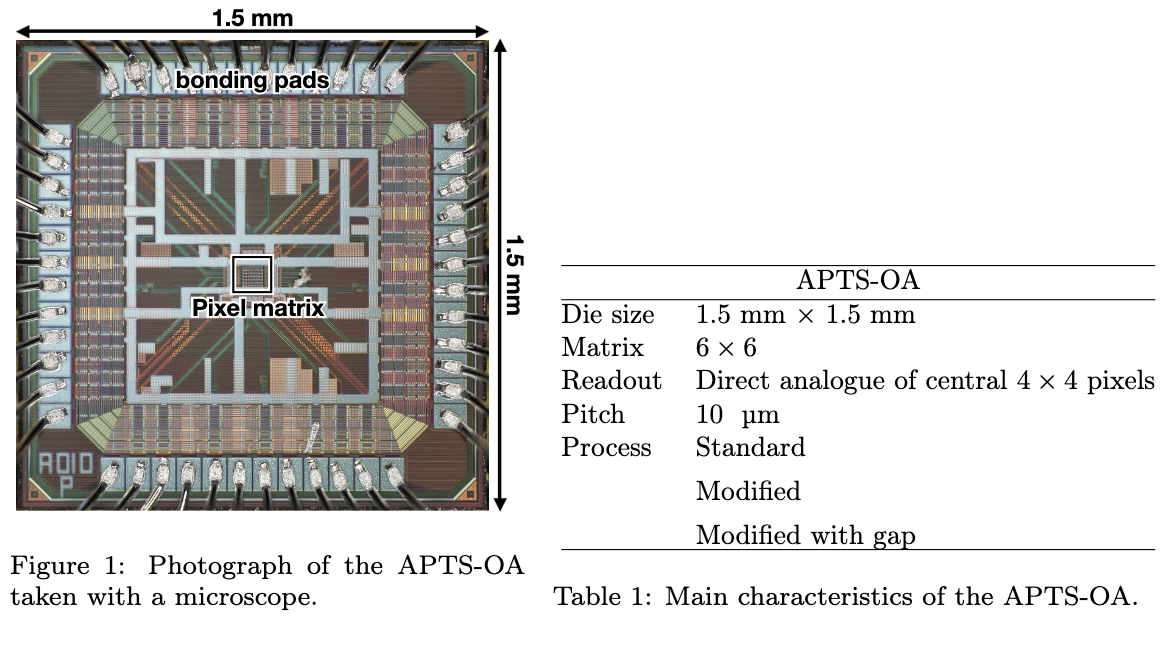 1.5 mm
bonding pads
1.5 mm
Pixel matrix
AO10
P
Figure 1: Photograph of the APTS-OA
taken with a microscope.
APTS-OA
Die size 1.5 mm × 1.5 mm
Matrix 6 × 6
Readout Direct analogue of central 4 × 4 pixels
Pitch 10 µm
Process Standard
Modified
Modified with gap
Table 1: Main characteristics of the APTS-OA.